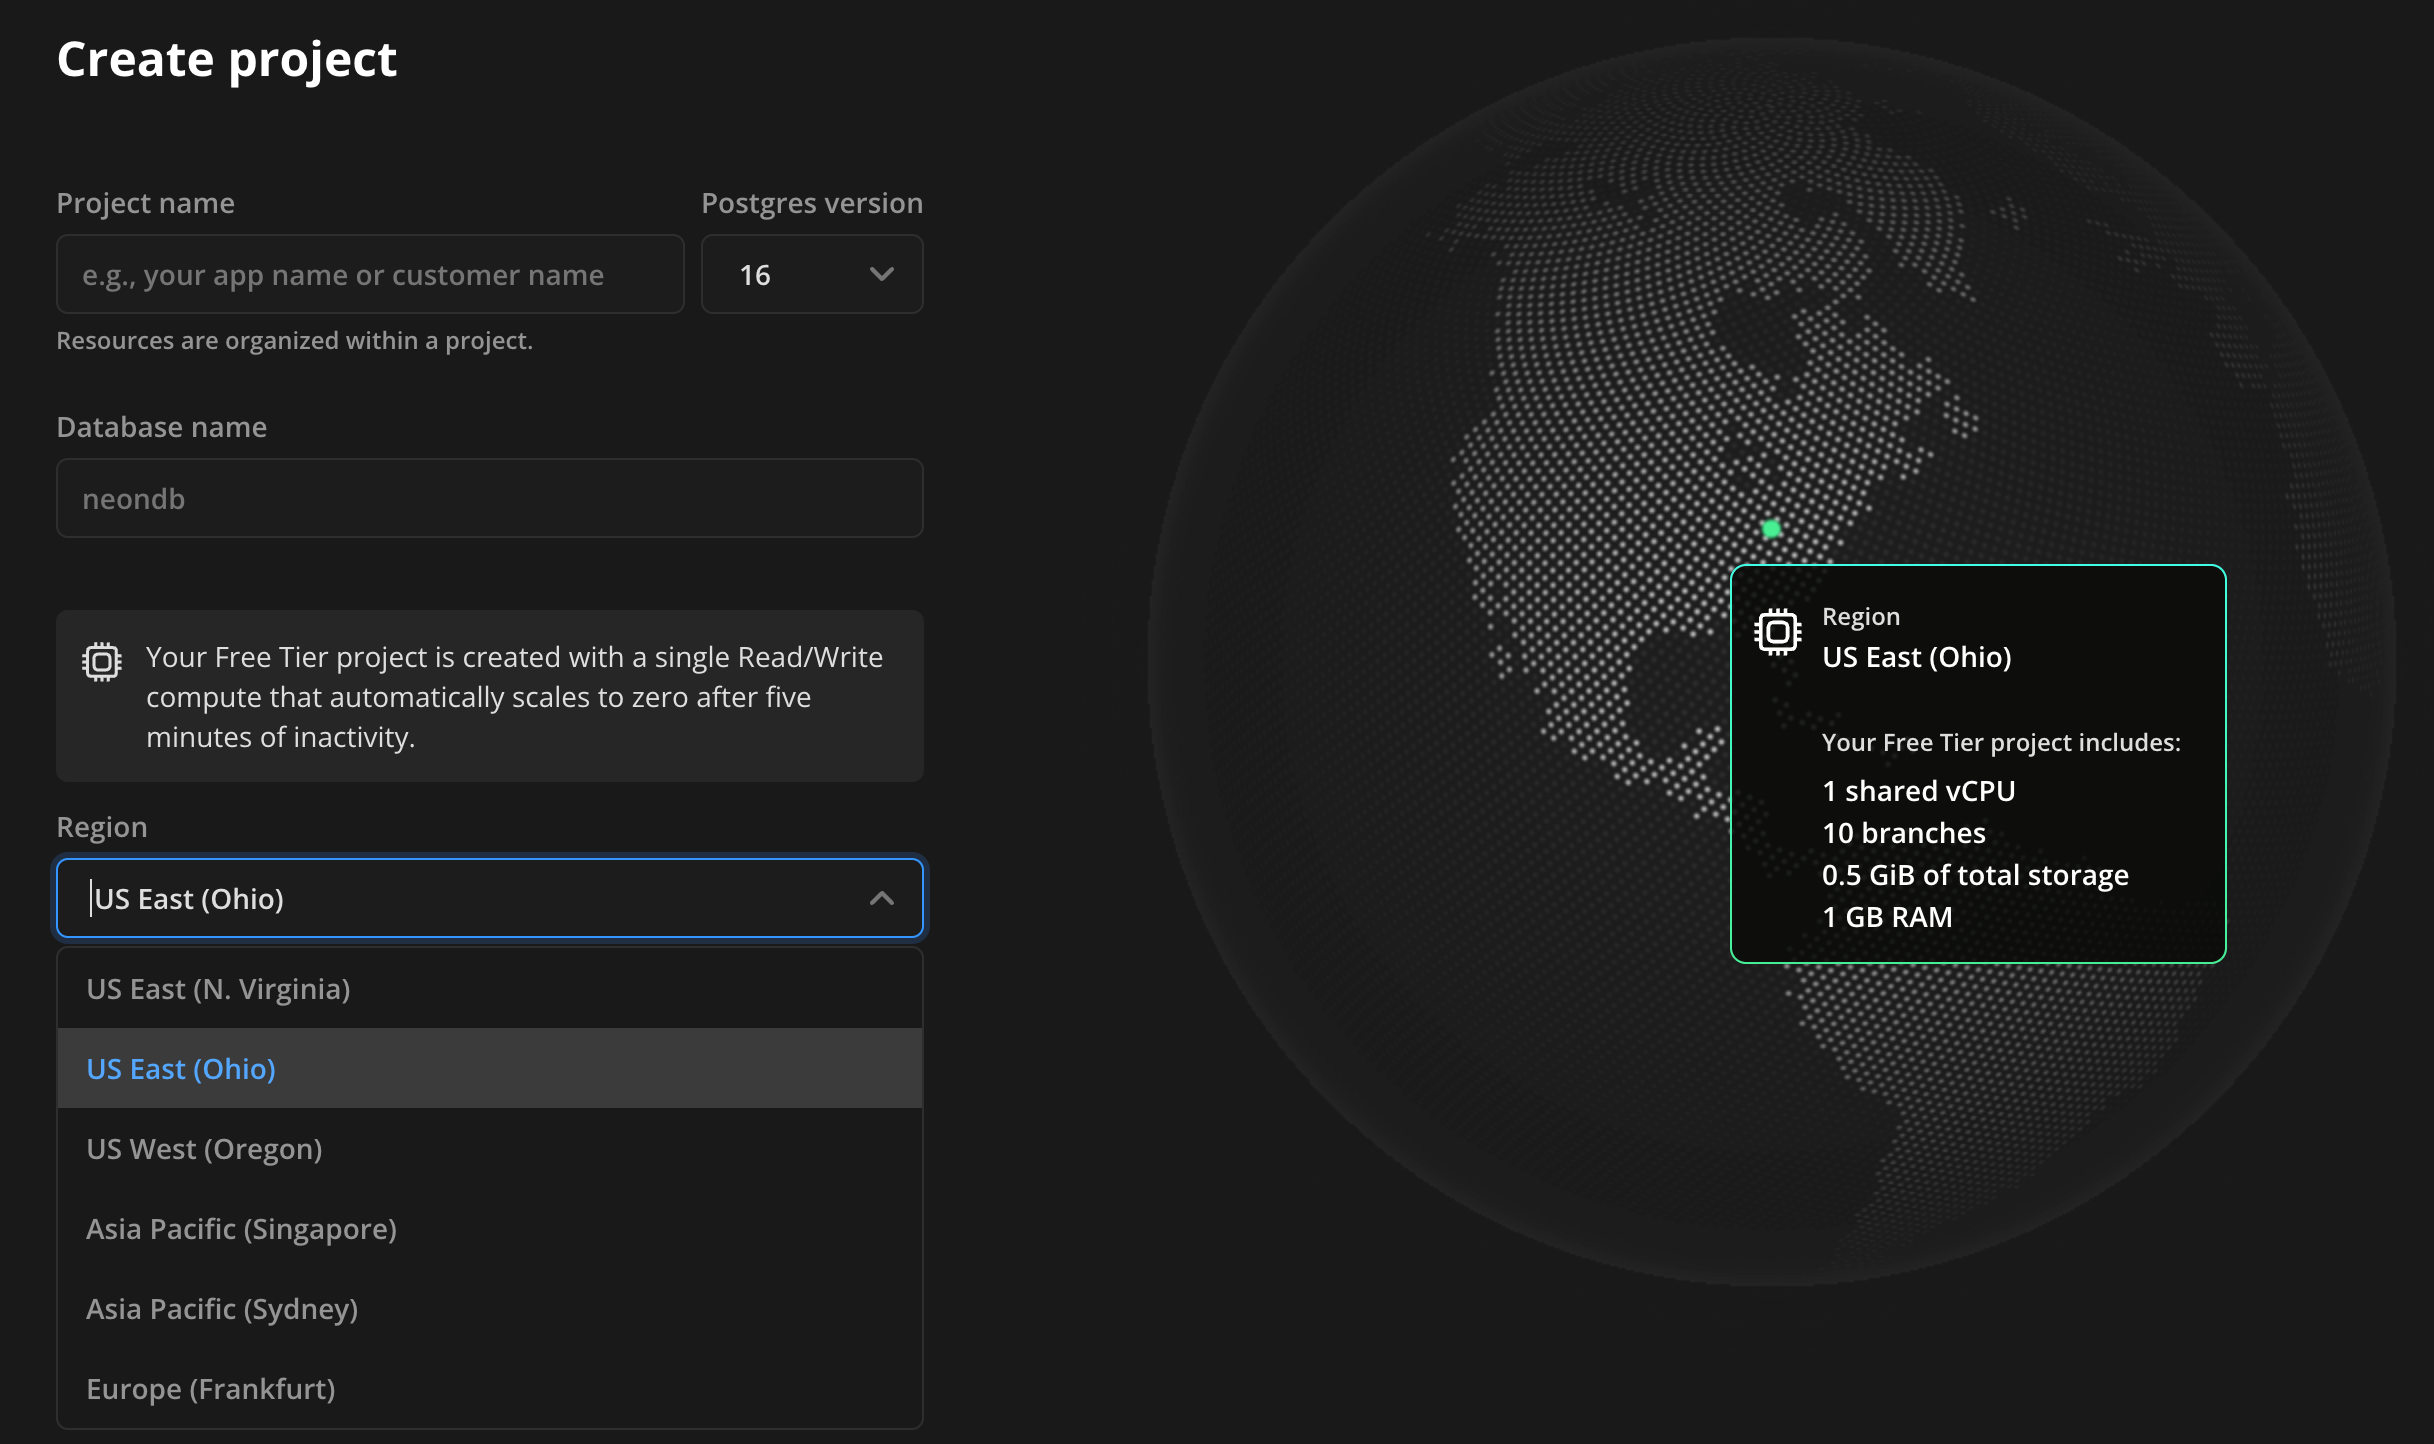 Create project
Project name
Postgres version
e.g., your app name or customer name
16
Resources are organized within a project.
Database name
neondb
Your Free Tier project is created with a single Read/Write
compute that automatically scales to zero after five
minutes of inactivity.
Region
US East (Ohio)
US East (N. Virginia)
US East (Ohio)
US West (Oregon)
Asia Pacific (Singapore)
Asia Pacific (Sydney)
Europe (Frankfurt)
Region
US East (Ohio)
Your Free Tier project includes:
1 shared vCPU
10 branches
0.5 GiB of total storage
1 GB RAM